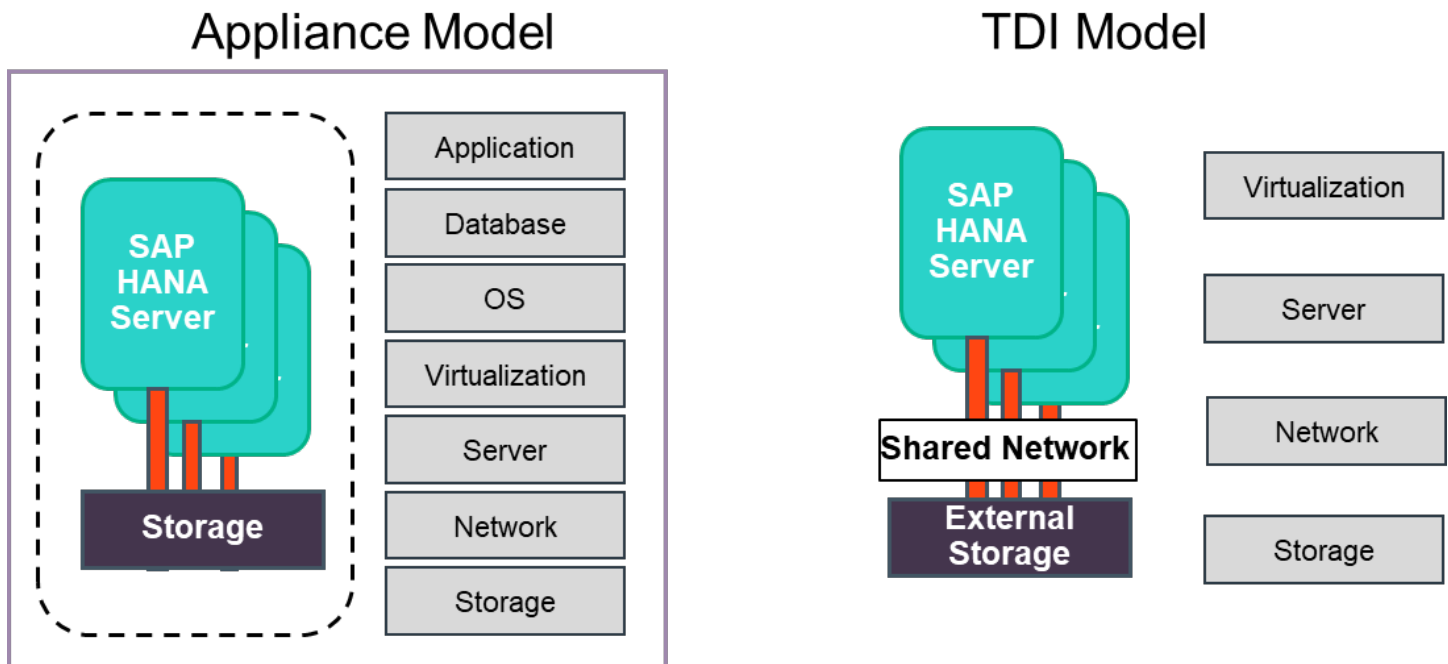 Appliance Model
SAP
HANA
Server
Storage
Application
Database
OS
Virtualization
Server
Network
Storage
TDI Model
SAP
HANA
Server
Shared Network
External
Storage
Virtualization
Server
Network
Storage